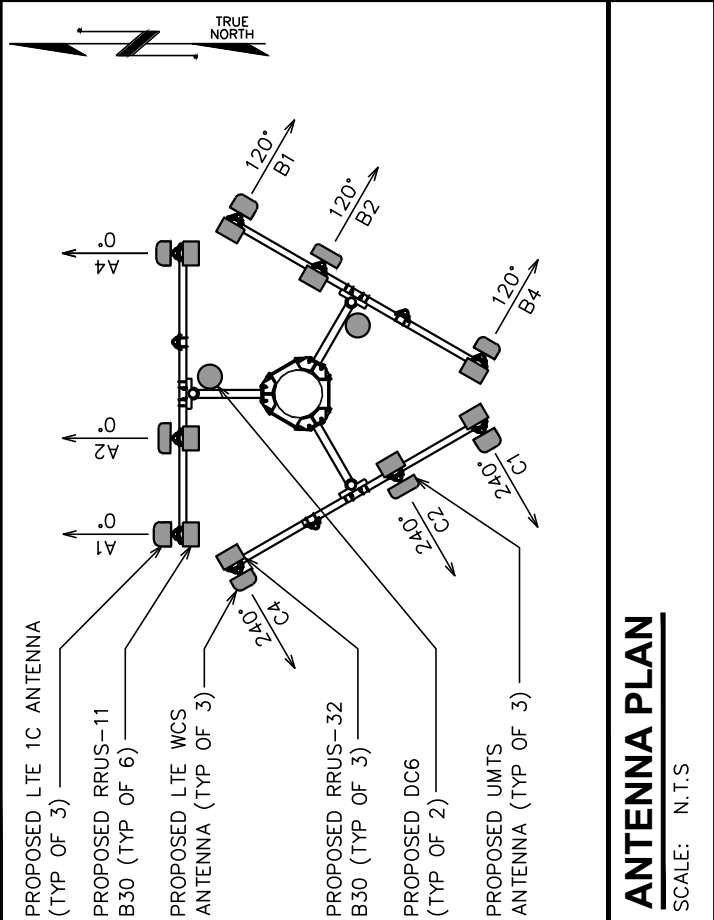 TRUE
NORTH
120°
B1
120°
B2
120°
B4
0°
A4
0°
A2
0°
A1
240°
C1
240°
C2
240°
C4
PROPOSED LTE 1C ANTENNA
(TYP OF 3)
PROPOSED RRUS-11
B30 (TYP OF 6)
PROPOSED LTE WCS
ANTENNA (TYP OF 3)
PROPOSED RRUS-32
B30 (TYP OF 3)
PROPOSED DC6
(TYP OF 2)
PROPOSED UMTS
ANTENNA (TYP OF 3)
ANTENNA PLAN
SCALE: N.T.S